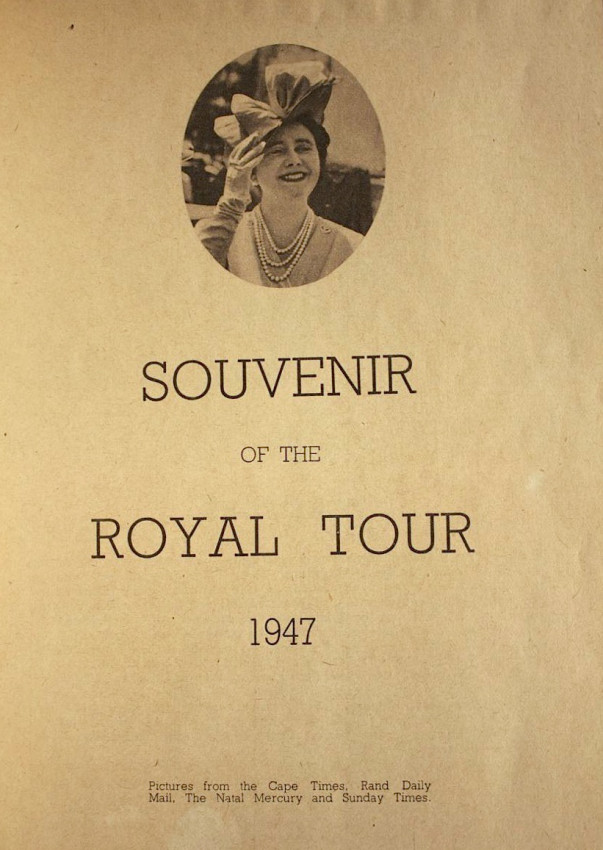 SOUVENIR
OF THE
ROYAL TOUR
1947
Pictures from the Cape Times, Rand Daily
Mail, The Natal Mercury and Sunday Times.